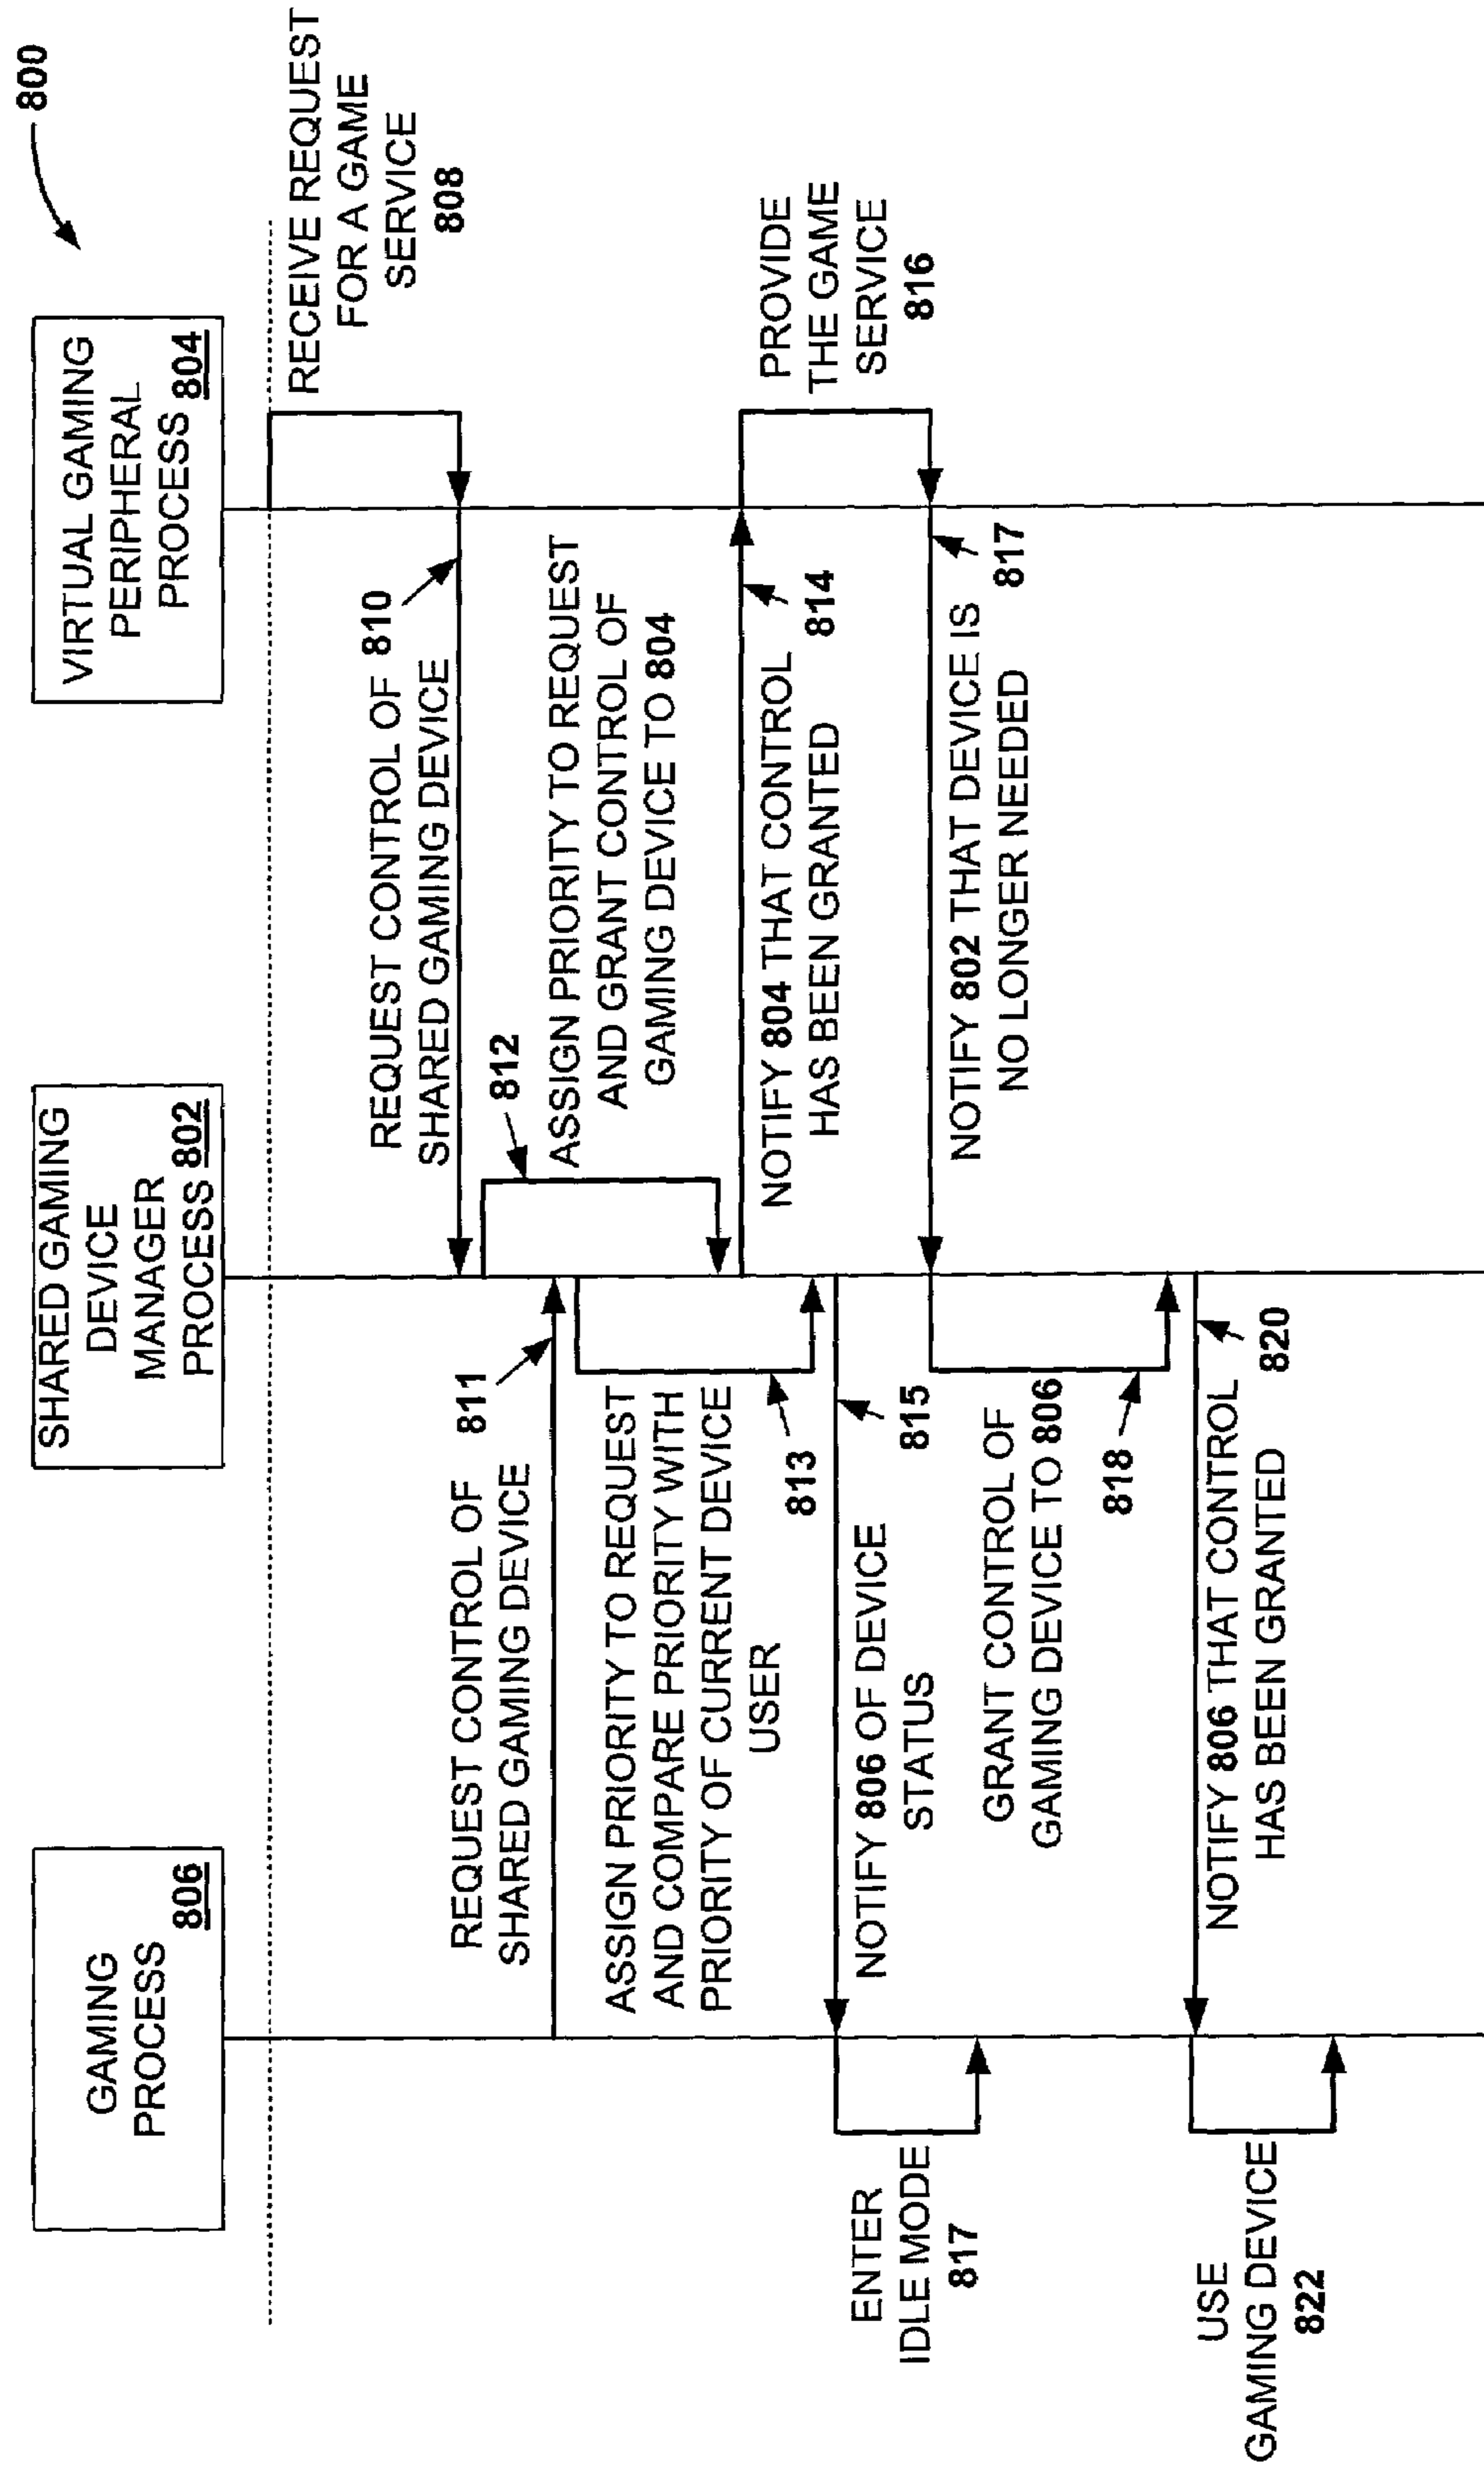 800
GAMING
PROCESS
806
SHARED GAMING
DEVICE
MANAGER
PROCESS 802
VIRTUAL GAMING
PERIPHERAL
PROCESS 804
RECEIVE REQUEST
FOR A GAME
SERVICE
808
REQUEST CONTROL OF
SHARED GAMING DEVICE
810
REQUEST CONTROL OF
SHARED GAMING DEVICE
811
812
ASSIGN PRIORITY TO REQUEST
AND GRANT CONTROL OF
GAMING DEVICE TO 804
ASSIGN PRIORITY TO REQUEST
AND COMPARE PRIORITY WITH
PRIORITY OF CURRENT DEVICE
USER
813
NOTIFY 804 THAT CONTROL
HAS BEEN GRANTED
814
PROVIDE
THE GAME
SERVICE
816
NOTIFY 806 OF DEVICE
STATUS
815
ENTER
IDLE MODE
817
NOTIFY 802 THAT DEVICE IS
NO LONGER NEEDED
817
GRANT CONTROL OF
GAMING DEVICE TO 806
818
NOTIFY 806 THAT CONTROL
HAS BEEN GRANTED
820
USE
GAMING DEVICE
822